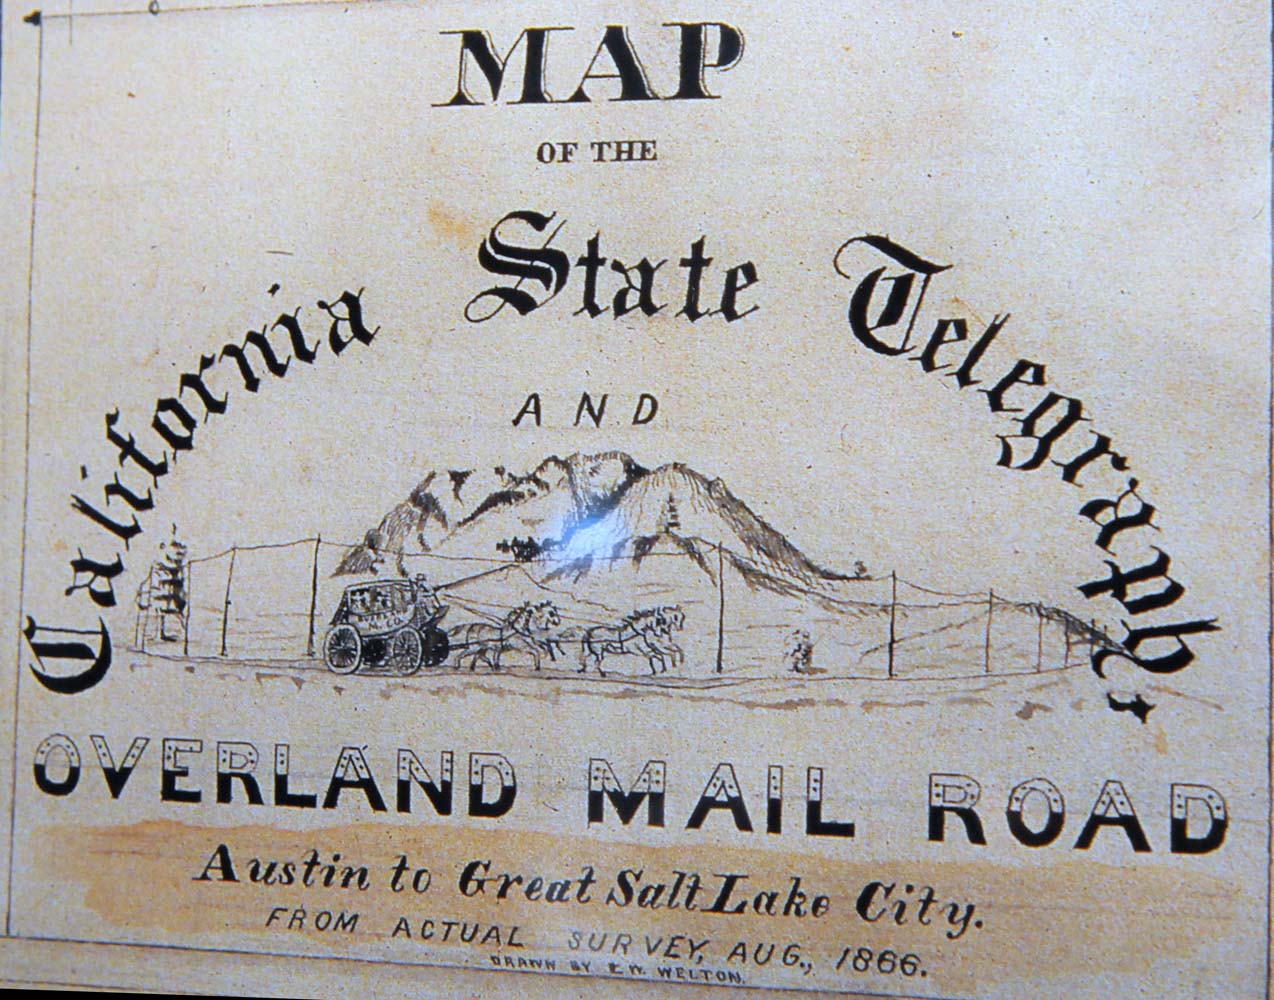 MAP
OF THE
California State Telegraph,
AND
OVERLAND MAIL ROAD
Austin to Great Salt Lake City.
FROM ACTUAL SURVEY, AUG., 1866.
DRAWN BY E. W. WELTON.